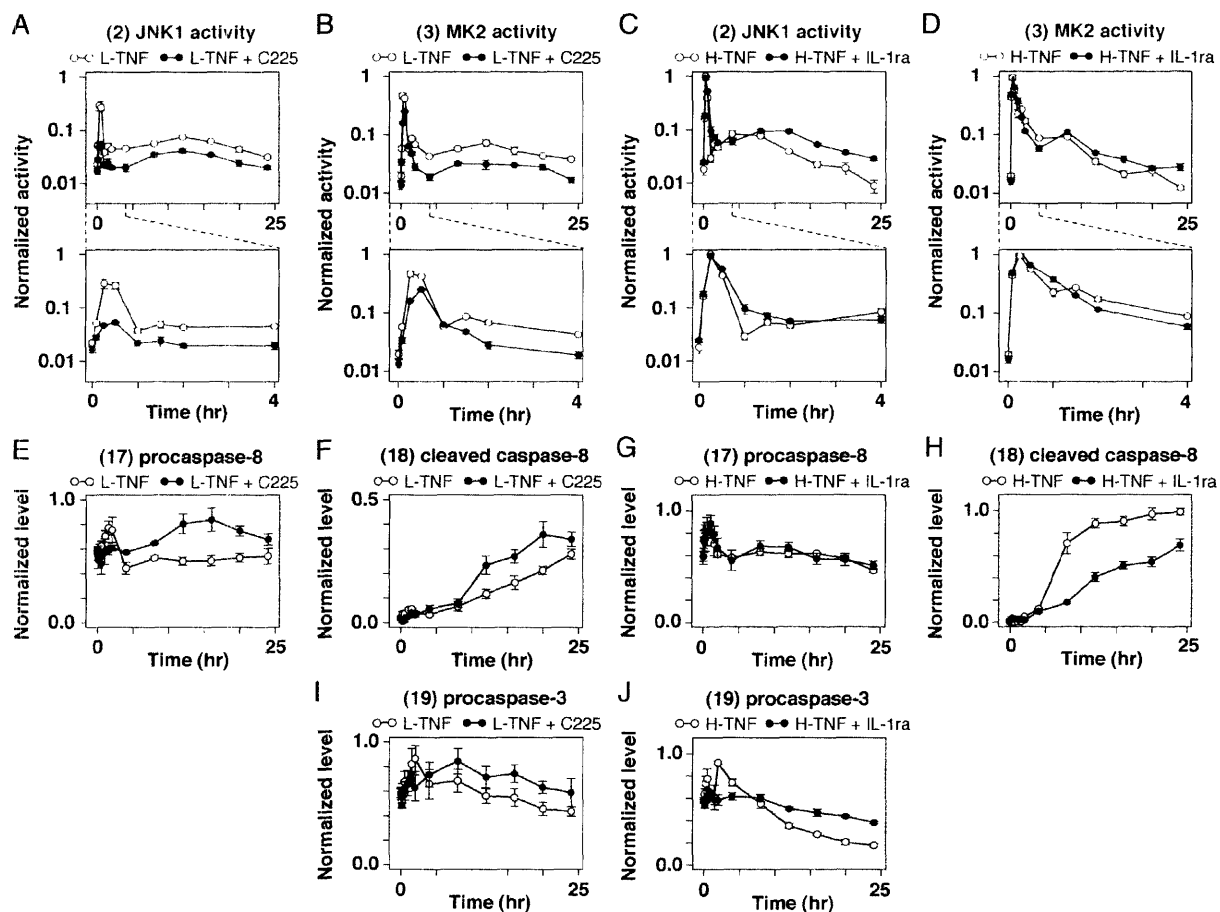 A (2) JNK1 activity
L-TNF L-TNF + C225
Normalized activity
1
0.1
0.01
0 25
1
0.1
0.01
0 4
Time (hr)
B (3) MK2 activity
L-TNF L-TNF + C225
Normalized activity
1
0.1
0.01
0 25
1
0.1
0.01
0 4
Time (hr)
C (2) JNK1 activity
H-TNF H-TNF + IL-1ra
Normalized activity
1
0.1
0.01
0 25
1
0.1
0.01
0 4
Time (hr)
D (3) MK2 activity
H-TNF H-TNF + IL-1ra
Normalized activity
1
0.1
0.01
0 25
1
0.1
0.01
0 4
Time (hr)
E (17) procaspase-8
L-TNF L-TNF + C225
Normalized level
1.0
0.0
0 25
Time (hr)
F (18) cleaved caspase-8
L-TNF L-TNF + C225
Normalized level
0.5
0.0
0 25
Time (hr)
G (17) procaspase-8
H-TNF H-TNF + IL-1ra
Normalized level
1.0
0.0
0 25
Time (hr)
H (18) cleaved caspase-8
H-TNF H-TNF + IL-1ra
Normalized level
1.0
0.0
0 25
Time (hr)
I (19) procaspase-3
L-TNF L-TNF + C225
Normalized level
1.0
0.0
0 25
Time (hr)
J (19) procaspase-3
H-TNF H-TNF + IL-1ra
Normalized level
1.0
0.0
0 25
Time (hr)